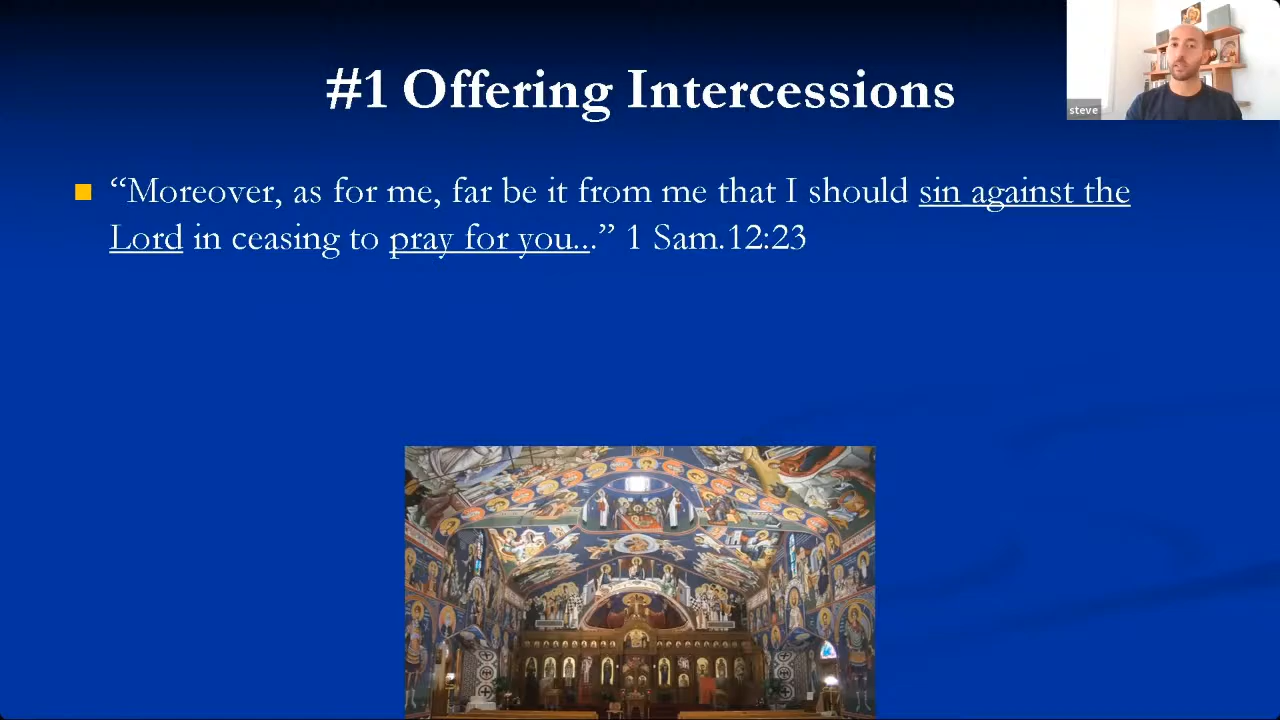 #1 Offering Intercessions
steve
“Moreover, as for me, far be it from me that I should sin against the
Lord in ceasing to pray for you...” 1 Sam.12:23